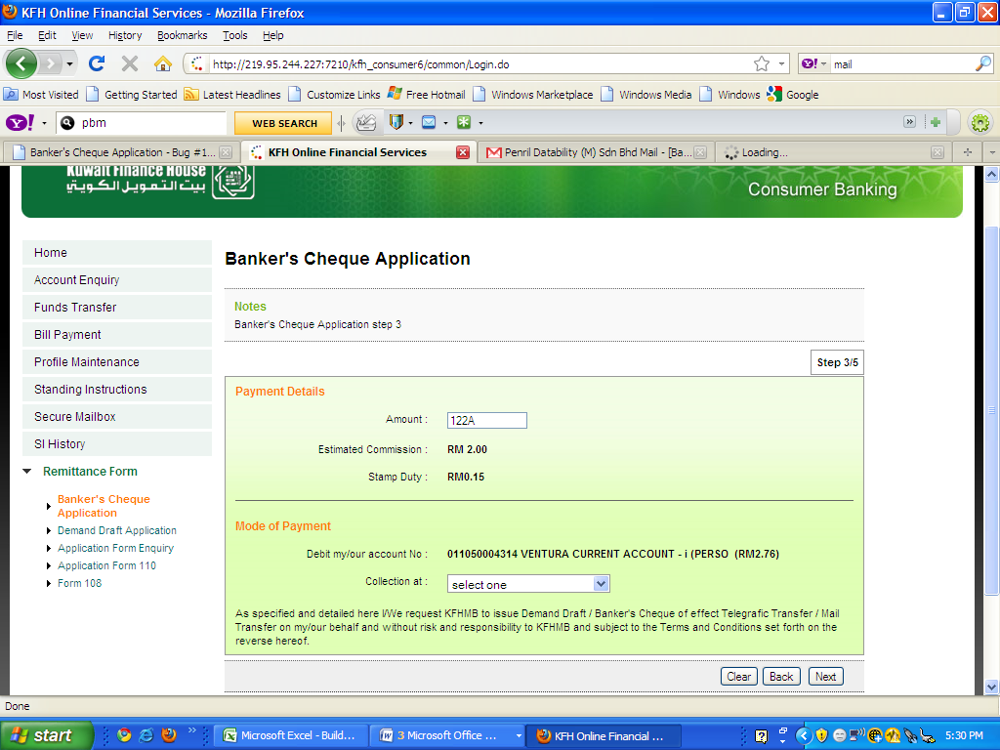 KFH Online Financial Services - Mozilla Firefox
File Edit View History Bookmarks Tools Help
http://219.95.244.227:7210/kfh_consumer6/common/Login.do
mail
Most Visited Getting Started Latest Headlines Customize Links Free Hotmail Windows Marketplace Windows Media Windows Google
Y! pbm WEB SEARCH
Banker's Cheque Application - Bug #1... KFH Online Financial Services Penril Datability (M) Sdn Bhd Mail - [Ba... Loading...
Kuwait Finance House
بيت التمويل الكويتي
Consumer Banking
Home
Account Enquiry
Funds Transfer
Bill Payment
Profile Maintenance
Standing Instructions
Secure Mailbox
SI History
Remittance Form
Banker's Cheque
Application
Demand Draft Application
Application Form Enquiry
Application Form 110
Form 108
Banker's Cheque Application
Notes
Banker's Cheque Application step 3
Step 3/5
Payment Details
Amount : 122A
Estimated Commission : RM 2.00
Stamp Duty : RM0.15
Mode of Payment
Debit my/our account No : 011050004314 VENTURA CURRENT ACCOUNT - i (PERSO (RM2.76)
Collection at : select one
As specified and detailed here I/We request KFHMB to issue Demand Draft / Banker's Cheque of effect Telegrafic Transfer / Mail
Transfer on my/our behalf and without risk and responsibility to KFHMB and subject to the Terms and Conditions set forth on the
reverse hereof.
Clear Back Next
Done
start Microsoft Excel - Build... 3 Microsoft Office ... KFH Online Financial ... 5:30 PM